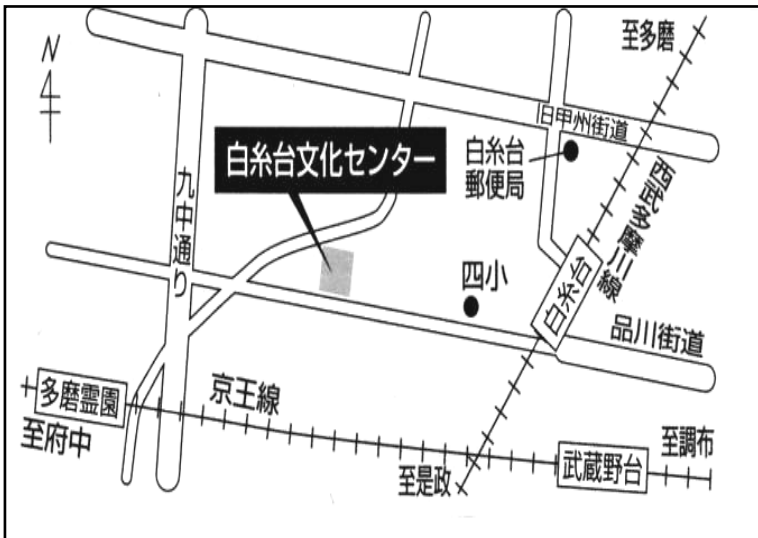 至多磨
N
旧甲州街道
白糸台文化センター
白糸台
郵便局
九中通り
西武多摩川線
四小
白糸台
品川街道
多磨霊園
京王線
至府中
至調布
武蔵野台
至是政